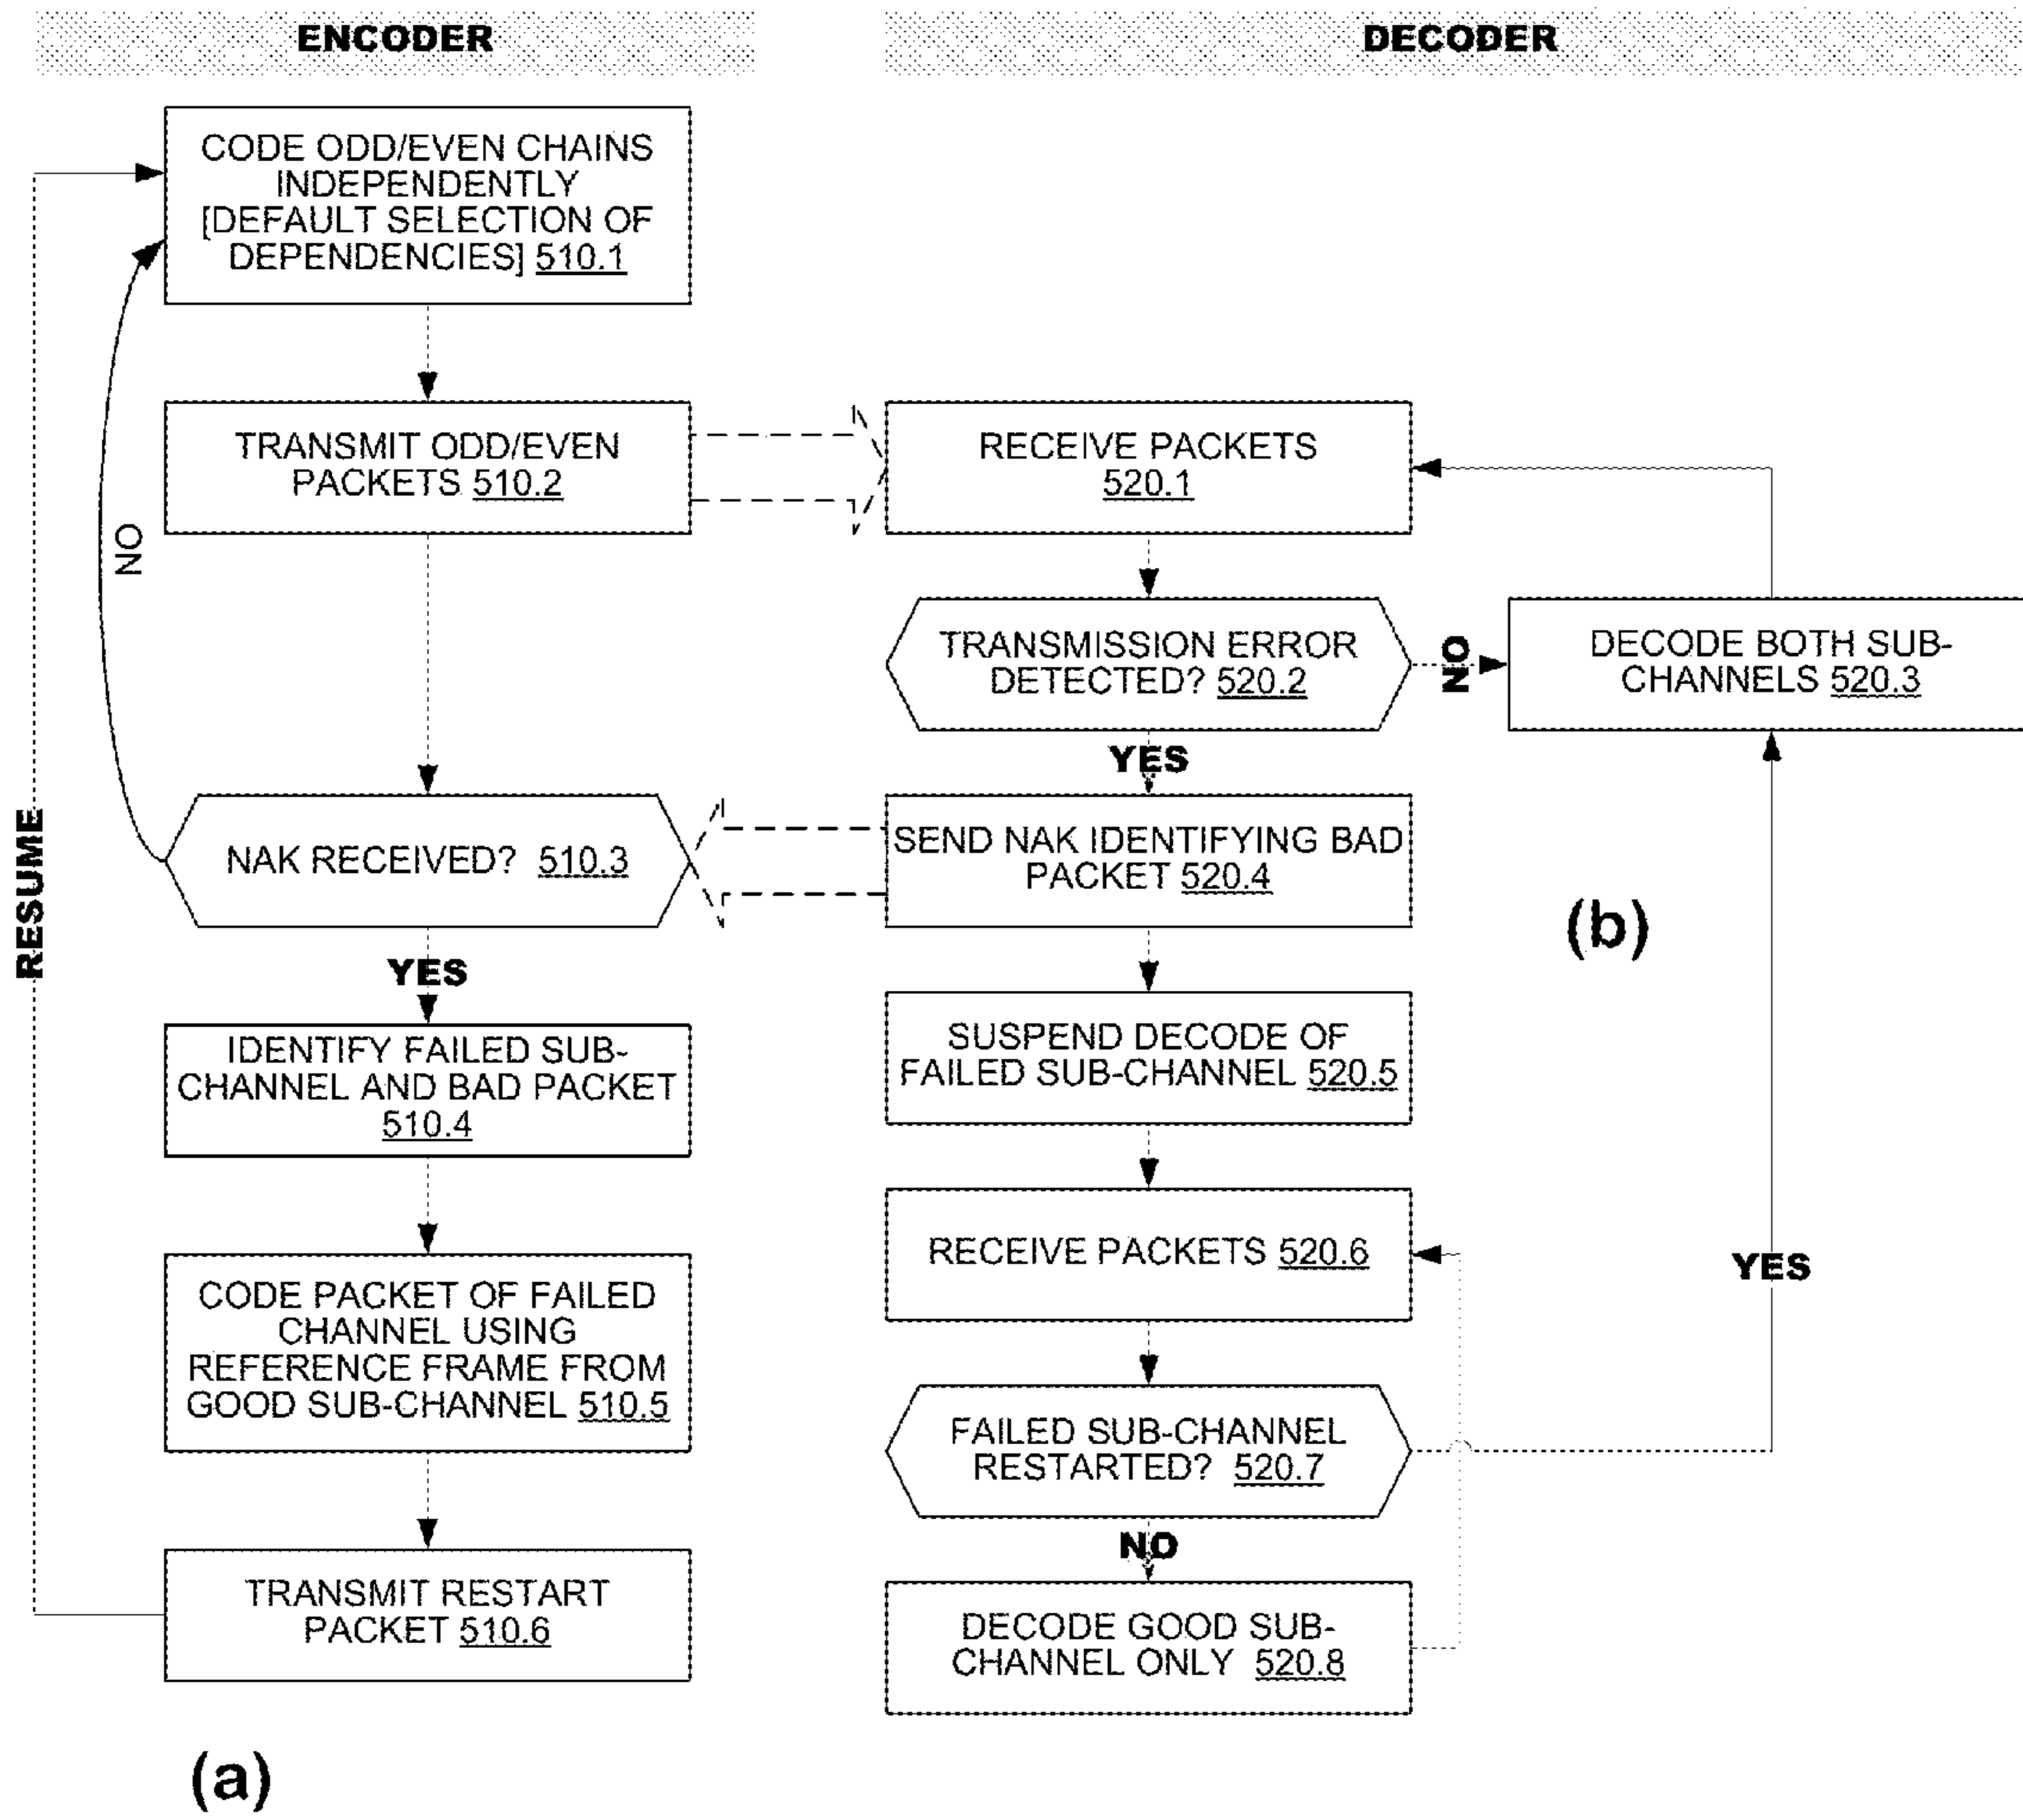 ENCODER
CODE ODD/EVEN CHAINS
INDEPENDENTLY
[DEFAULT SELECTION OF
DEPENDENCIES] 510.1
TRANSMIT ODD/EVEN
PACKETS 510.2
NO
NAK RECEIVED? 510.3
YES
RESUME
IDENTIFY FAILED SUB-
CHANNEL AND BAD PACKET
510.4
CODE PACKET OF FAILED
CHANNEL USING
REFERENCE FRAME FROM
GOOD SUB-CHANNEL 510.5
TRANSMIT RESTART
PACKET 510.6
(a)
DECODER
RECEIVE PACKETS
520.1
TRANSMISSION ERROR
DETECTED? 520.2
NO
DECODE BOTH SUB-
CHANNELS 520.3
YES
SEND NAK IDENTIFYING BAD
PACKET 520.4
(b)
SUSPEND DECODE OF
FAILED SUB-CHANNEL 520.5
RECEIVE PACKETS 520.6
YES
FAILED SUB-CHANNEL
RESTARTED? 520.7
NO
DECODE GOOD SUB-
CHANNEL ONLY 520.8